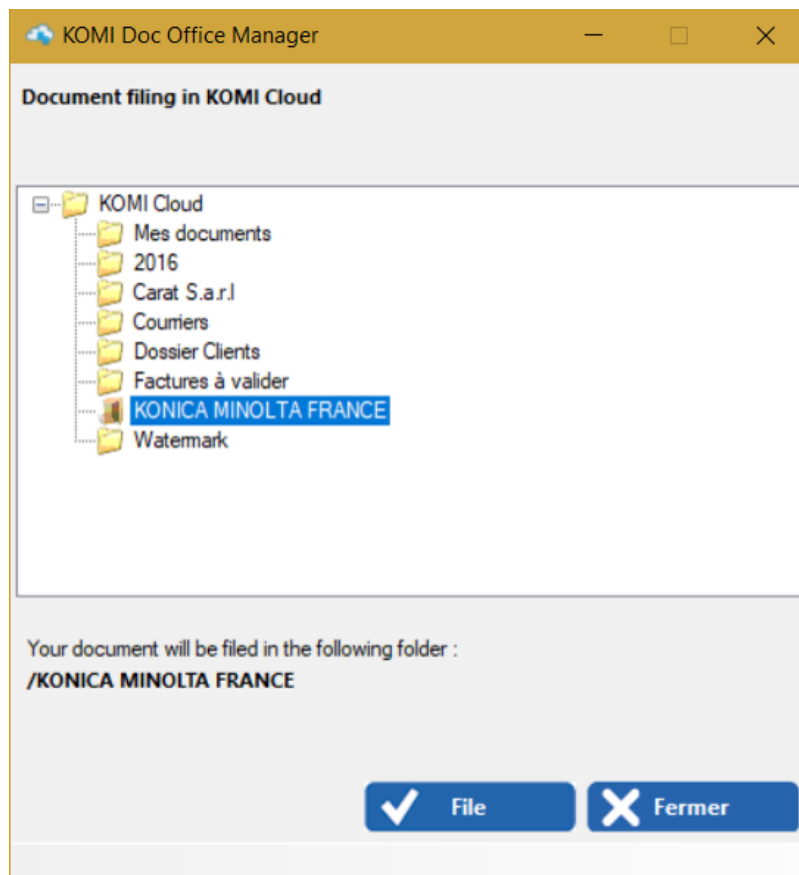 KOMI Doc Office Manager
Document filing in KOMI Cloud
KOMI Cloud
Mes documents
2016
Carat S.a.r.l
Courriers
Dossier Clients
Factures à valider
KONICA MINOLTA FRANCE
Watermark
Your document will be filed in the following folder :
/KONICA MINOLTA FRANCE
File
Fermer